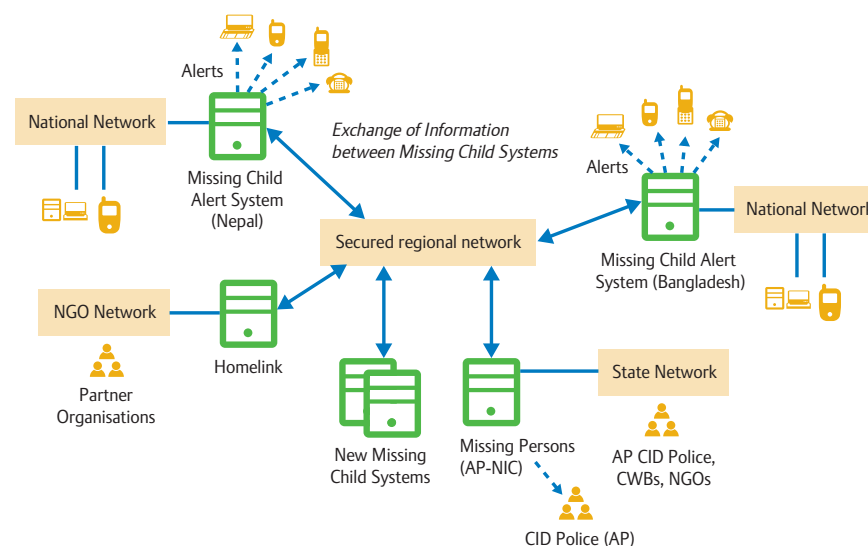 Alerts
National Network
Exchange of Information
between Missing Child Systems
Missing Child
Alert System
(Nepal)
Alerts
National Network
Secured regional network
Missing Child Alert
System (Bangladesh)
NGO Network
Homelink
Partner
Organisations
State Network
New Missing
Child Systems
Missing Persons
(AP-NIC)
AP CID Police,
CWBs, NGOs
CID Police (AP)